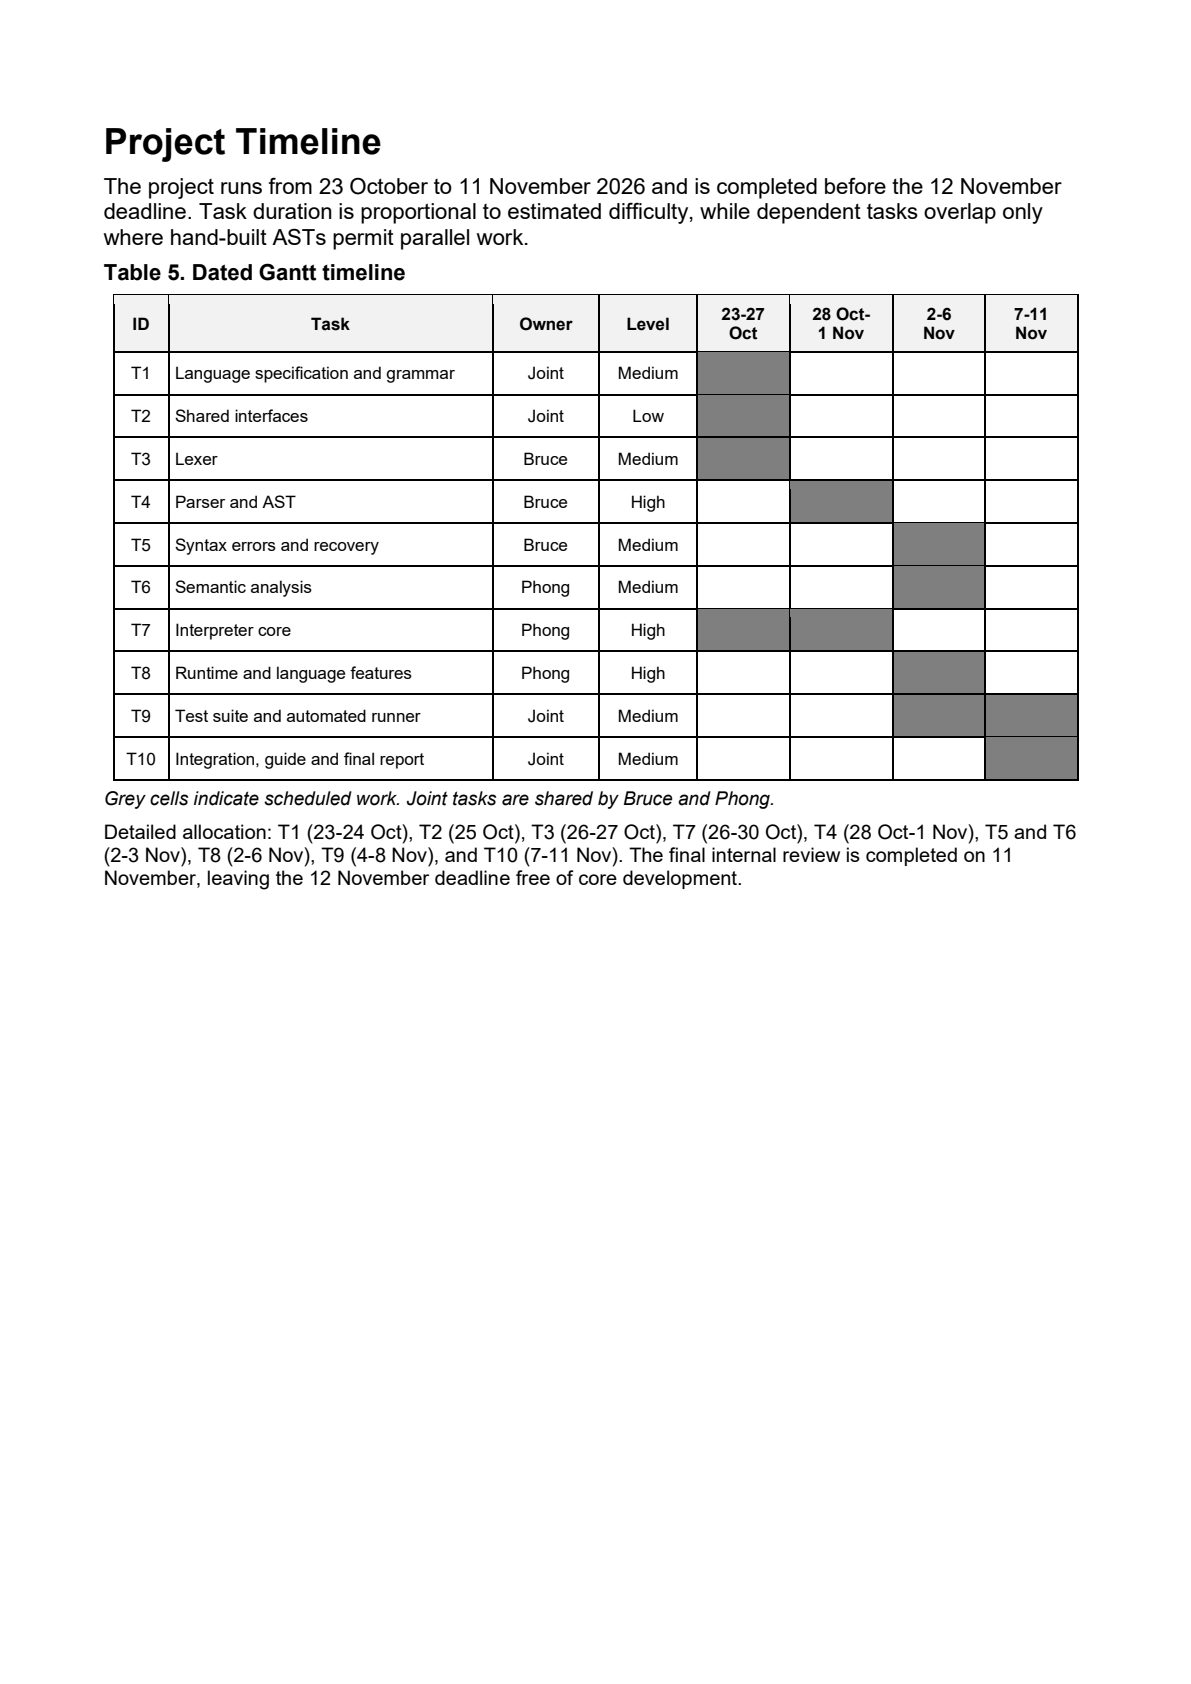 Project Timeline
The project runs from 23 October to 11 November 2026 and is completed before the 12 November
deadline. Task duration is proportional to estimated difficulty, while dependent tasks overlap only
where hand-built ASTs permit parallel work.
Table 5. Dated Gantt timeline
ID Task Owner Level 23-27 Oct 28 Oct-1 Nov 2-6 Nov 7-11 Nov
T1 Language specification and grammar Joint Medium
T2 Shared interfaces Joint Low
T3 Lexer Bruce Medium
T4 Parser and AST Bruce High
T5 Syntax errors and recovery Bruce Medium
T6 Semantic analysis Phong Medium
T7 Interpreter core Phong High
T8 Runtime and language features Phong High
T9 Test suite and automated runner Joint Medium
T10 Integration, guide and final report Joint Medium
Grey cells indicate scheduled work. Joint tasks are shared by Bruce and Phong.
Detailed allocation: T1 (23-24 Oct), T2 (25 Oct), T3 (26-27 Oct), T7 (26-30 Oct), T4 (28 Oct-1 Nov), T5 and T6
(2-3 Nov), T8 (2-6 Nov), T9 (4-8 Nov), and T10 (7-11 Nov). The final internal review is completed on 11
November, leaving the 12 November deadline free of core development.